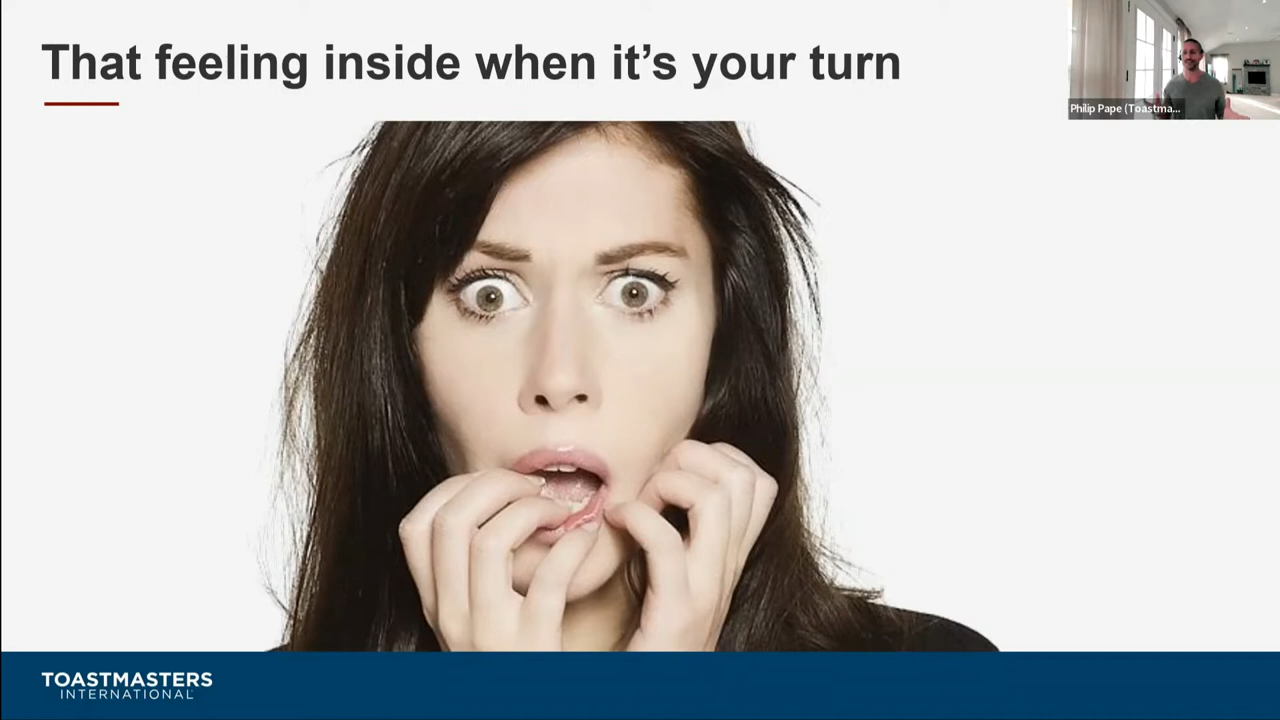 That feeling inside when it’s your turn
Philip Pape (Toastma...
TOASTMASTERS
INTERNATIONAL